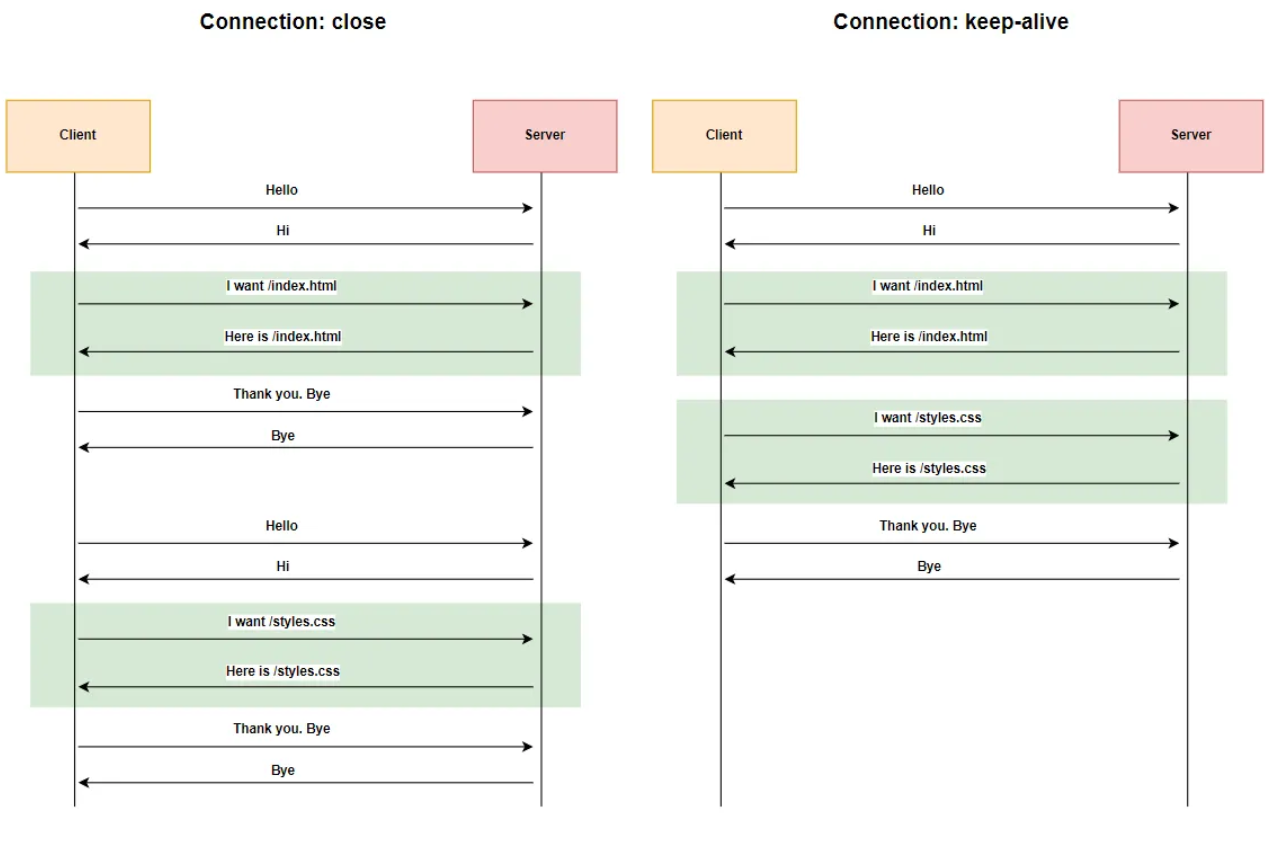 Connection: close
Client
Server
Hello
Hi
I want /index.html
Here is /index.html
Thank you. Bye
Bye
Hello
Hi
I want /styles.css
Here is /styles.css
Thank you. Bye
Bye
Connection: keep-alive
Client
Server
Hello
Hi
I want /index.html
Here is /index.html
I want /styles.css
Here is /styles.css
Thank you. Bye
Bye